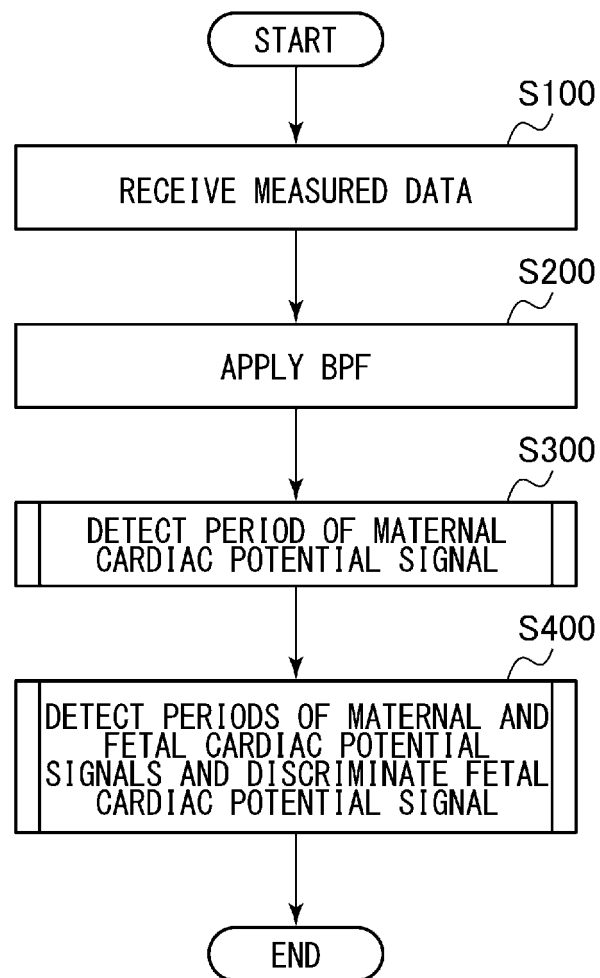 START
S100
RECEIVE MEASURED DATA
S200
APPLY BPF
S300
DETECT PERIOD OF MATERNAL
CARDIAC POTENTIAL SIGNAL
S400
DETECT PERIODS OF MATERNAL AND
FETAL CARDIAC POTENTIAL
SIGNALS AND DISCRIMINATE FETAL
CARDIAC POTENTIAL SIGNAL
END